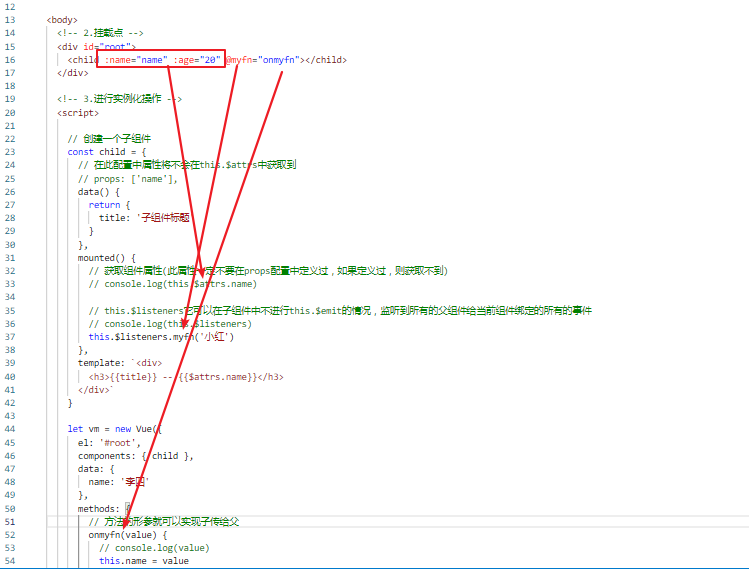 12
13 <body>
14 <!-- 2.挂载点 -->
15 <div id="root">
16 <child :name="name" :age="20" @myfn="onmyfn"></child>
17 </div>
18
19 <!-- 3.进行实例化操作 -->
20 <script>
21
22 // 创建一个子组件
23 const child = {
24 // 在此配置中属性将不会在this.$attrs中获取到
25 // props: ['name'],
26 data() {
27 return {
28 title: '子组件标题
29 }
30 },
31 mounted() {
32 // 获取组件属性(此属性一定不要在props配置中定义过，如果定义过，则获取不到)
33 // console.log(this.$attrs.name)
34
35 // this.$listeners它可以在子组件中不进行this.$emit的情况，监听到所有的父组件给当前组件绑定的所有的事件
36 // console.log(this.$listeners)
37 this.$listeners.myfn('小红')
38 },
39 template: `<div>
40 <h3>{{title}} -- {{$attrs.name}}</h3>
41 </div>`
42 }
43
44 let vm = new Vue({
45 el: '#root',
46 components: { child },
47 data: {
48 name: '李四'
49 },
50 methods: {
51 // 方法的形参就可以实现子传给父
52 onmyfn(value) {
53 // console.log(value)
54 this.name = value